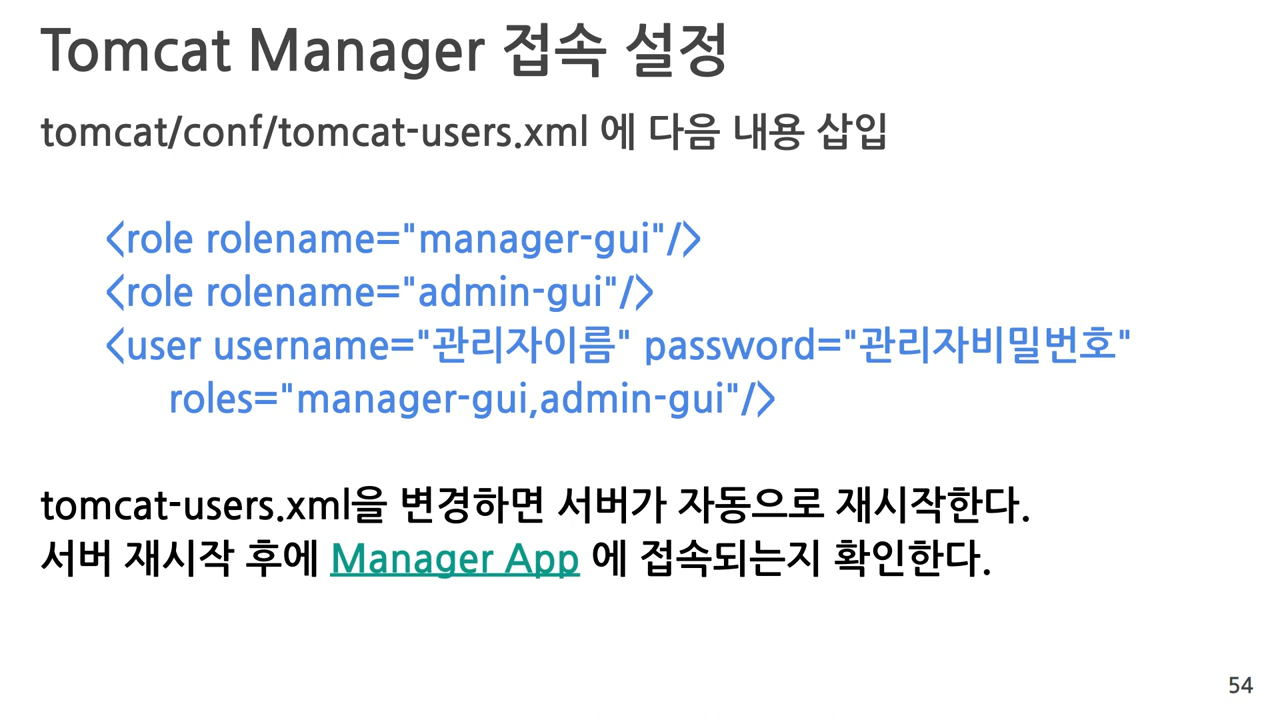 Tomcat Manager 접속 설정
tomcat/conf/tomcat-users.xml 에 다음 내용 삽입
<role rolename="manager-gui"/>
<role rolename="admin-gui"/>
<user username="관리자이름" password="관리자비밀번호"
roles="manager-gui,admin-gui"/>
tomcat-users.xml을 변경하면 서버가 자동으로 재시작한다.
서버 재시작 후에 Manager App 에 접속되는지 확인한다.
54